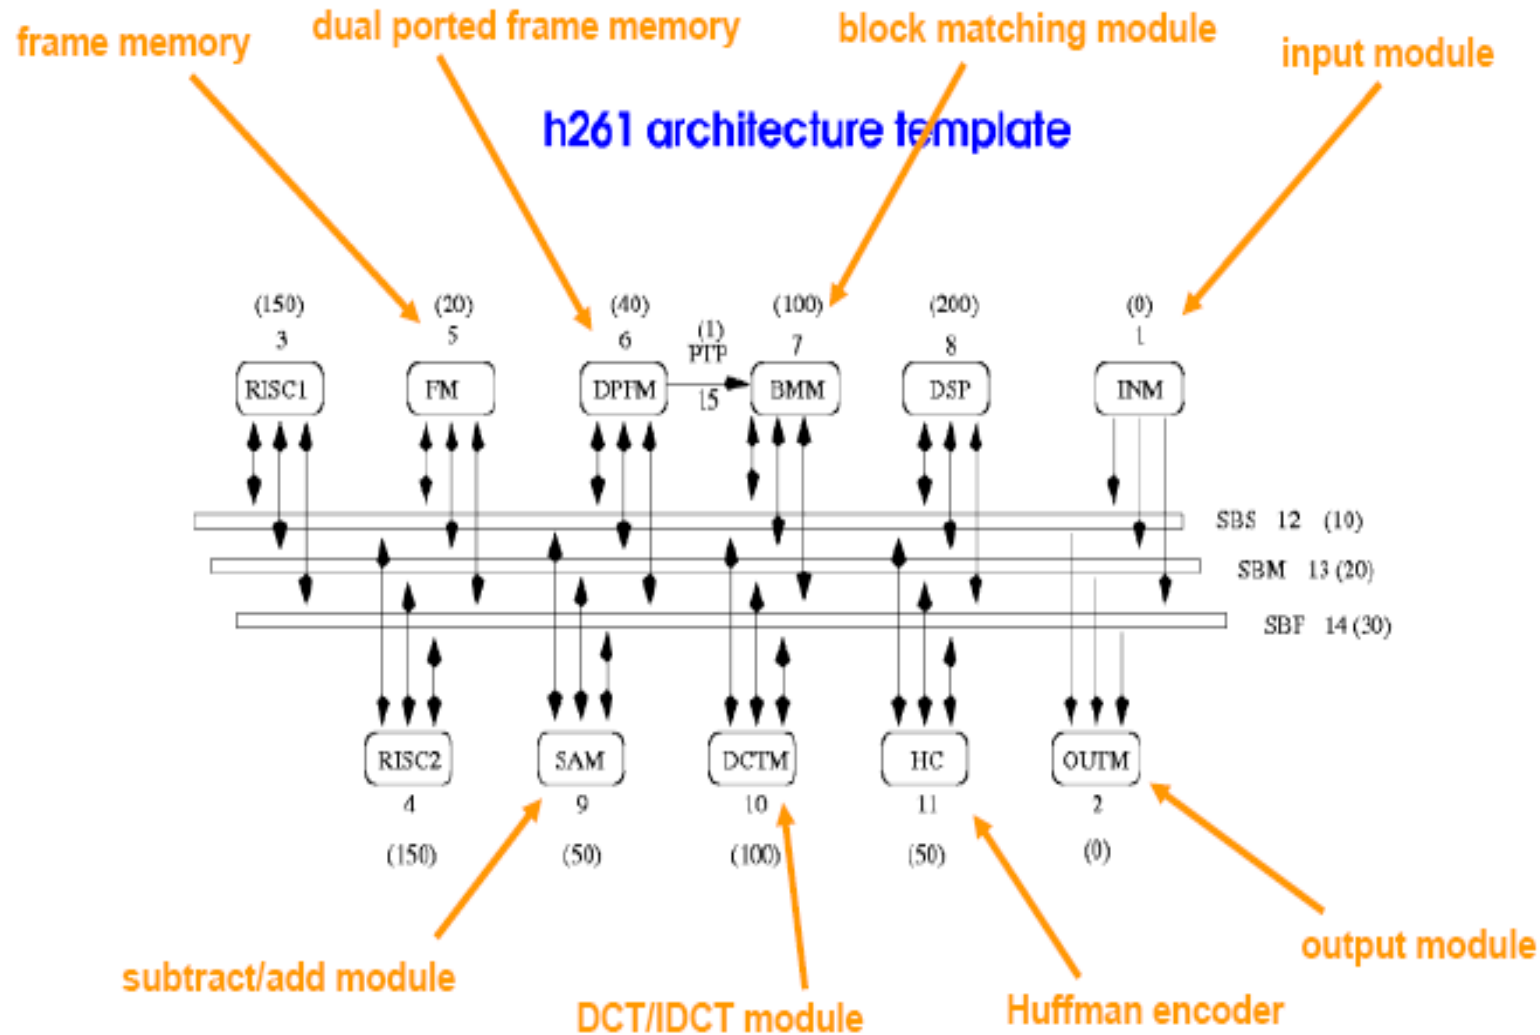 frame memory
dual ported frame memory
block matching module
input module
h261 architecture template
(150)
(20)
(40)
(100)
(200)
(0)
3
5
6
(1)
PTP
7
8
1
RISC1
FM
DPFM
15
BMM
DSP
INM
SBS 12 (10)
SBM 13 (20)
SBF 14 (30)
RISC2
SAM
DCTM
HC
OUTM
4
9
10
11
2
(150)
(50)
(100)
(50)
(0)
subtract/add module
DCT/IDCT module
Huffman encoder
output module